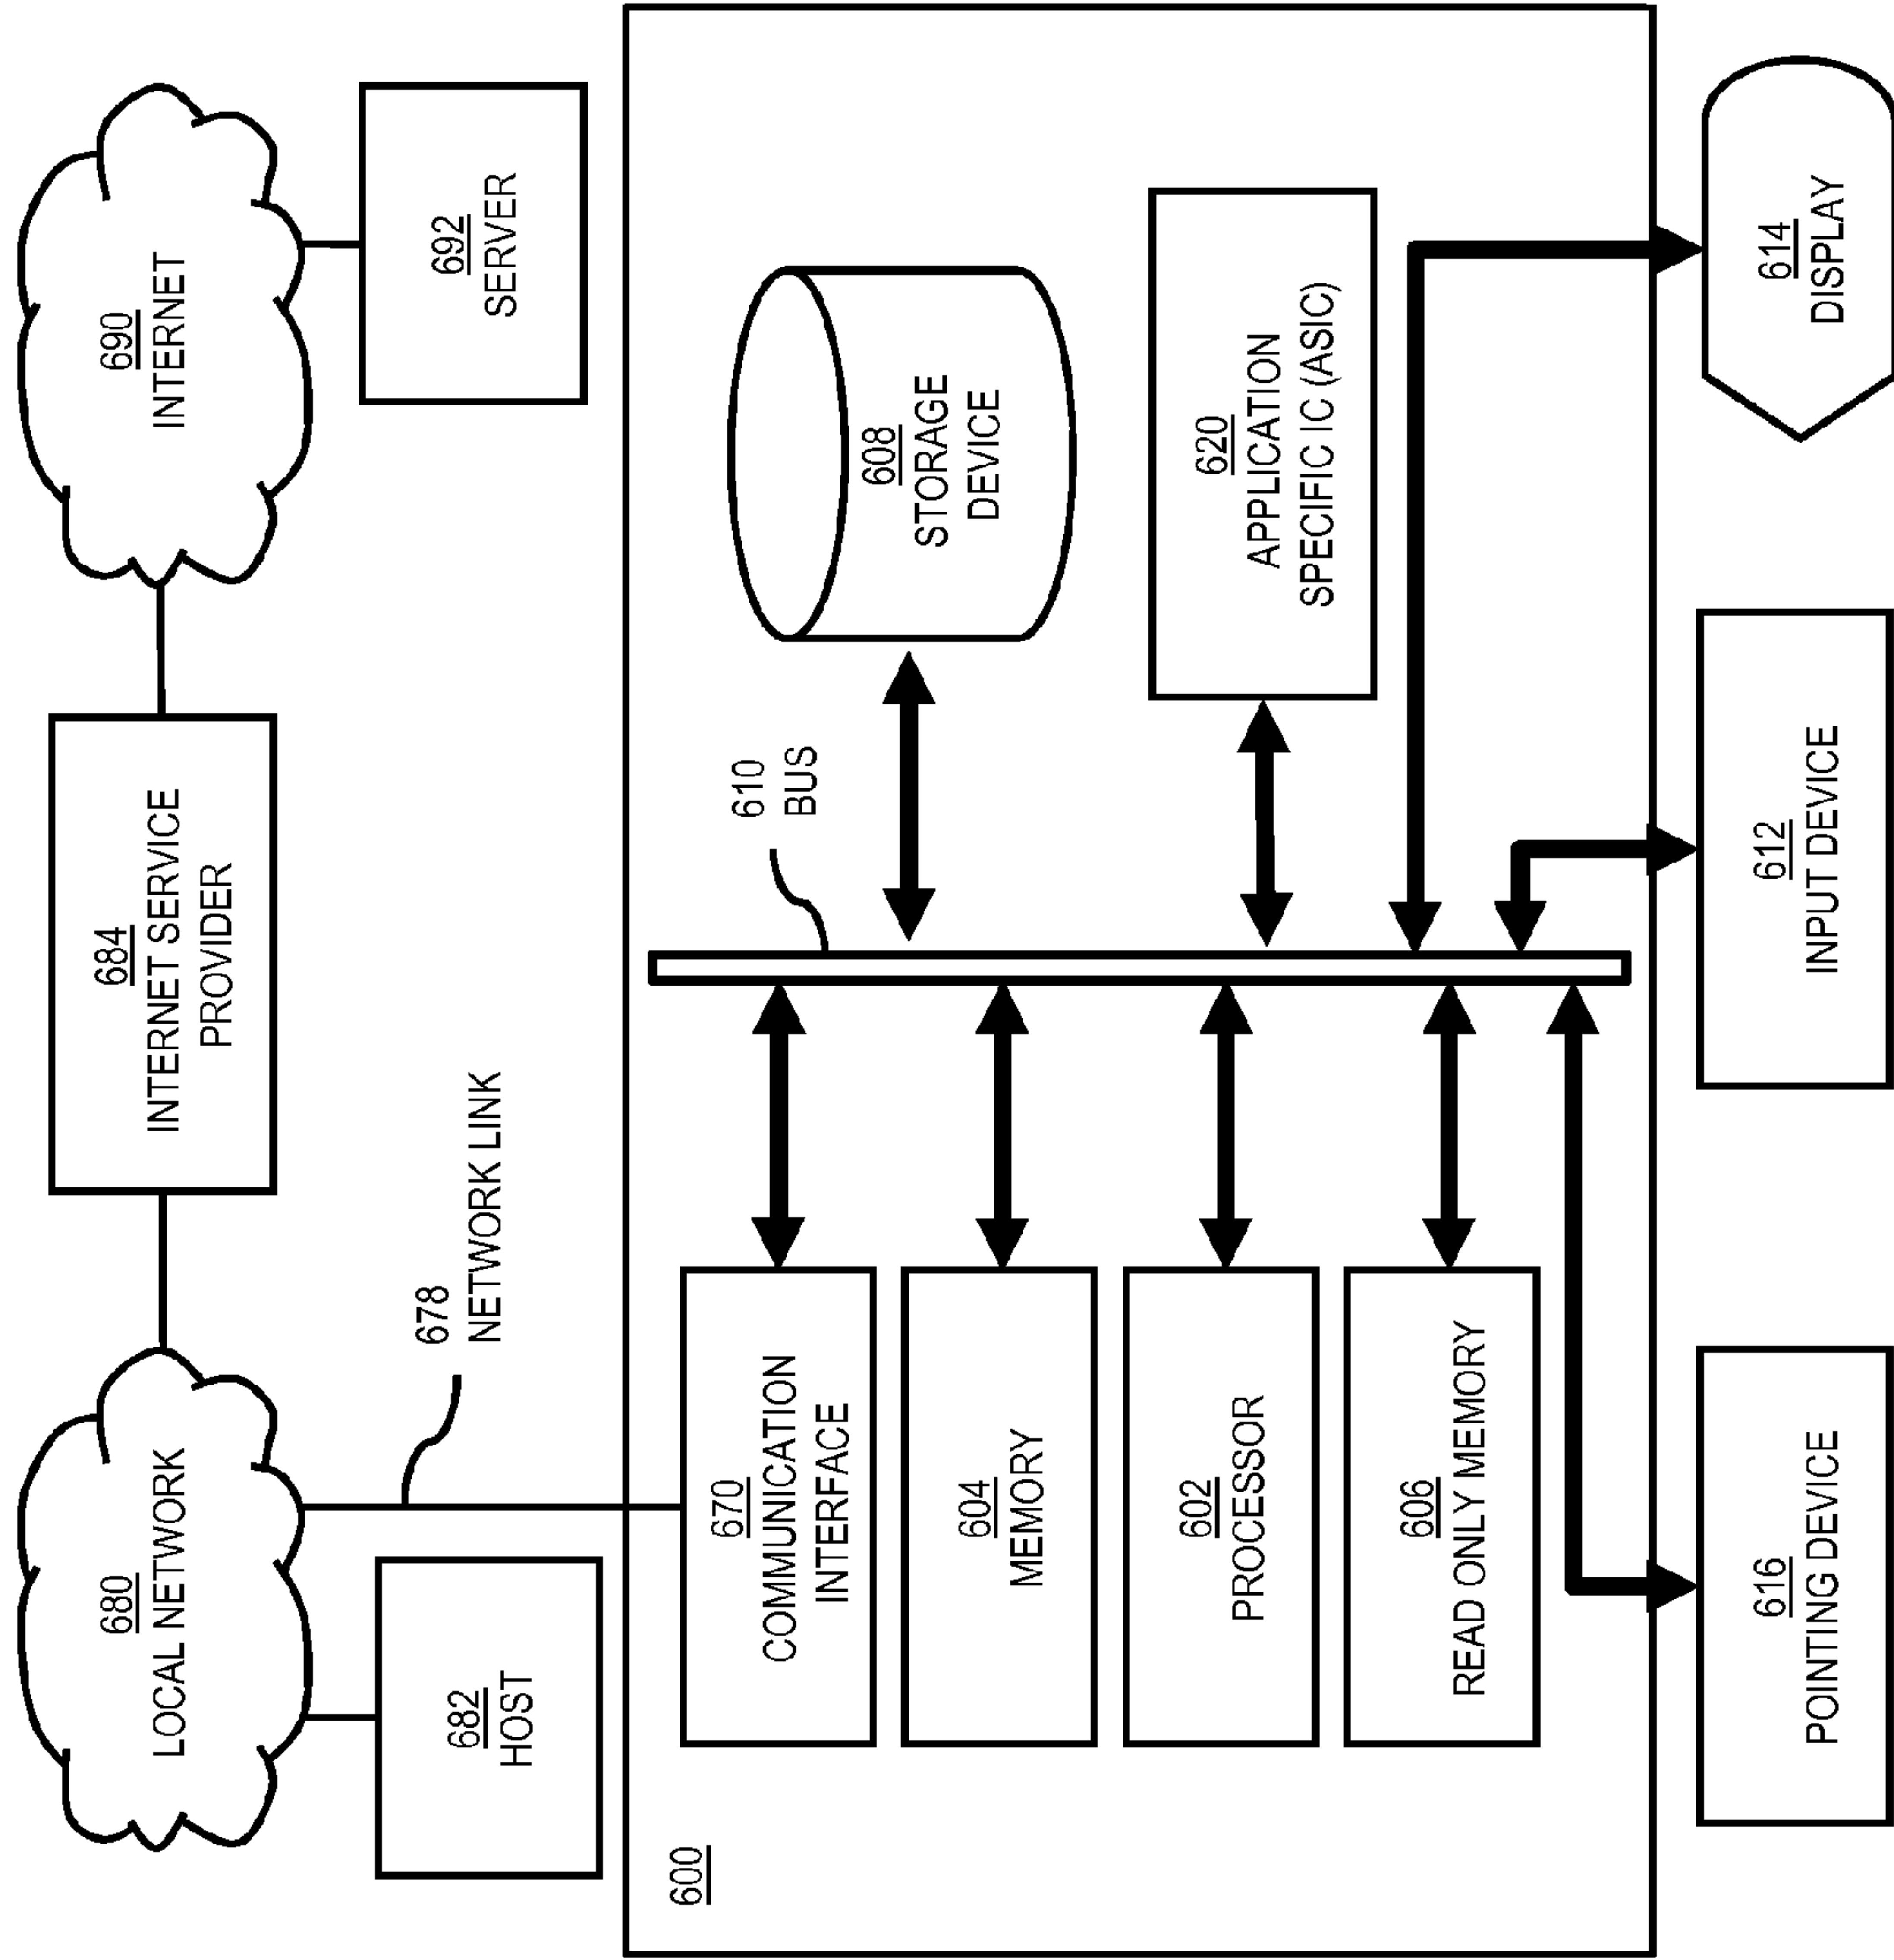 680
LOCAL NETWORK
684
INTERNET SERVICE
PROVIDER
690
INTERNET
682
HOST
678
NETWORK LINK
692
SERVER
600
670
COMMUNICATION
INTERFACE
610
BUS
608
STORAGE
DEVICE
604
MEMORY
602
PROCESSOR
620
APPLICATION
SPECIFIC IC (ASIC)
606
READ ONLY MEMORY
616
POINTING DEVICE
612
INPUT DEVICE
614
DISPLAY